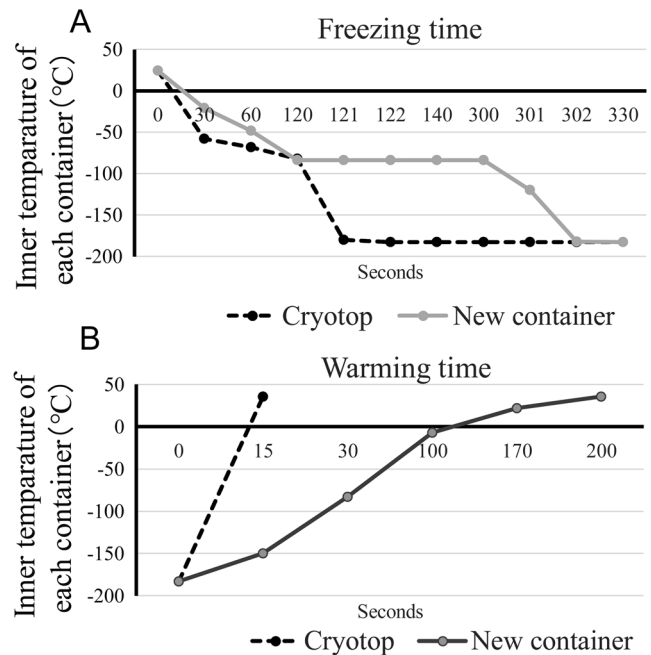 A
Freezing time
Inner temparature of
each container(°C)
50
0
-50
-100
-150
-200
0 30 60 120 121 122 140 300 301 302 330
Seconds
Cryotop New container
B
Warming time
Inner temparature of
each container(°C)
50
0
-50
-100
-150
-200
0 15 30 100 170 200
Seconds
Cryotop New container